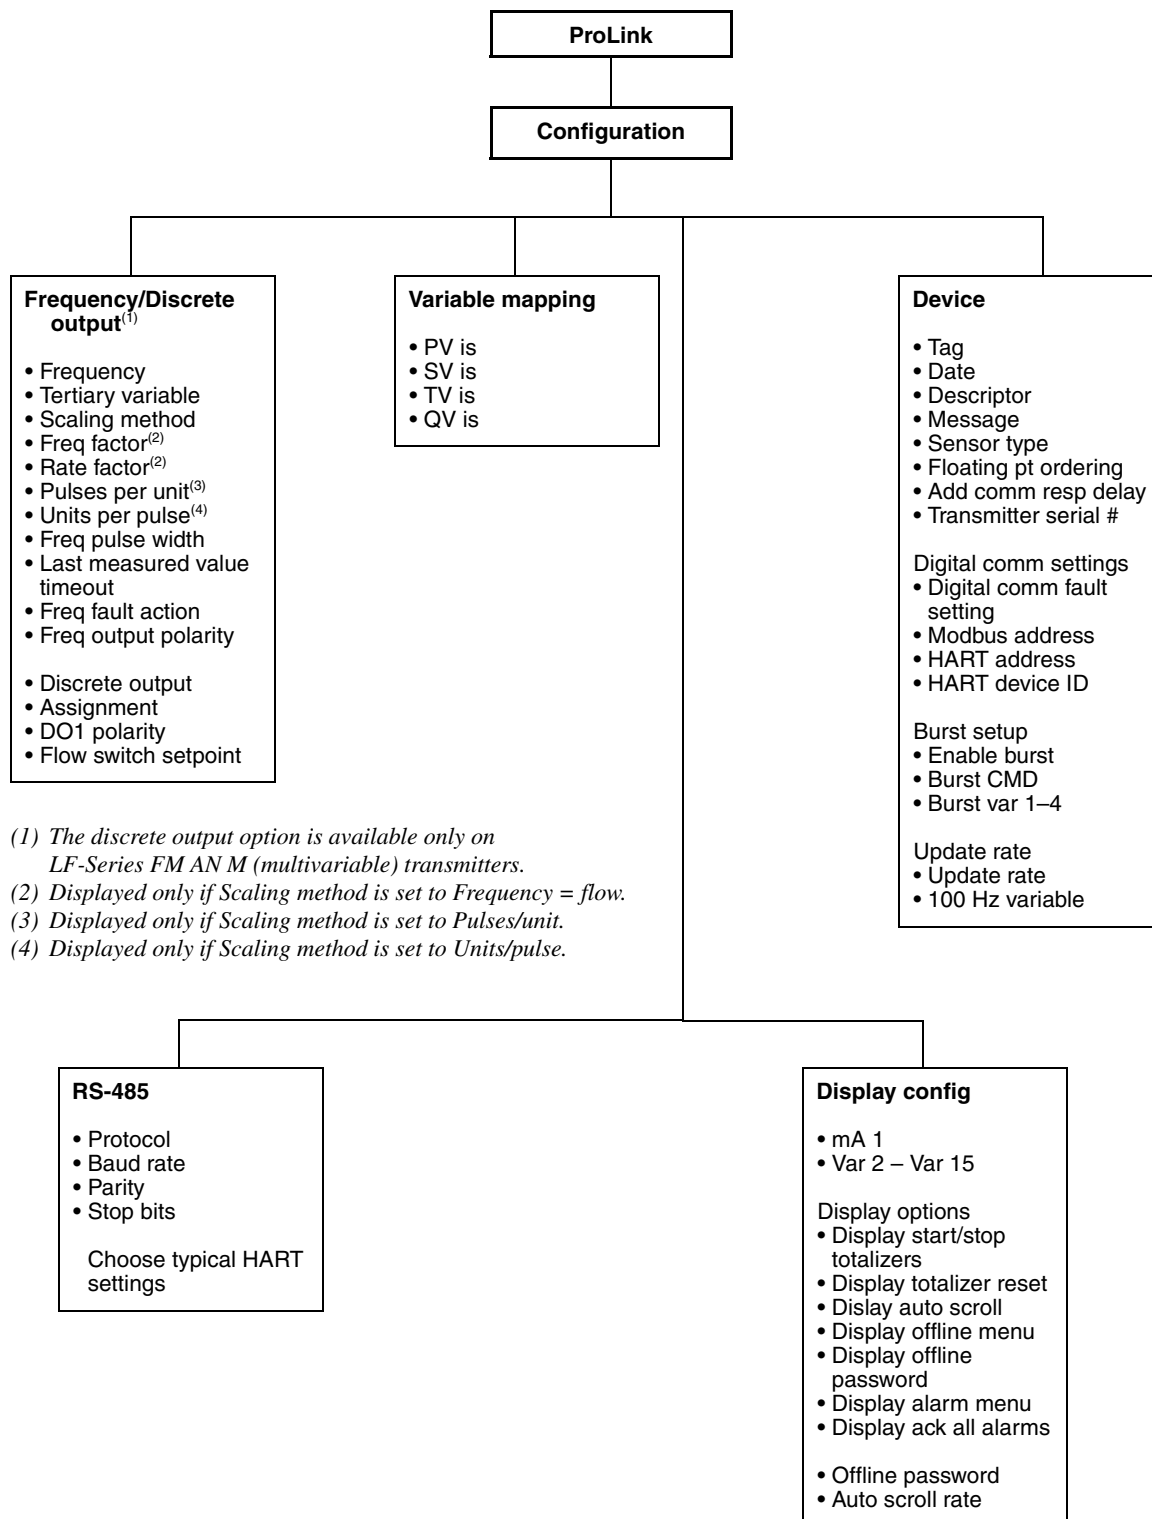 ProLink
Configuration
Frequency/Discrete
output(1)
• Frequency
• Tertiary variable
• Scaling method
• Freq factor(2)
• Rate factor(2)
• Pulses per unit(3)
• Units per pulse(4)
• Freq pulse width
• Last measured value
timeout
• Freq fault action
• Freq output polarity
• Discrete output
• Assignment
• DO1 polarity
• Flow switch setpoint
Variable mapping
• PV is
• SV is
• TV is
• QV is
Device
• Tag
• Date
• Descriptor
• Message
• Sensor type
• Floating pt ordering
• Add comm resp delay
• Transmitter serial #
Digital comm settings
• Digital comm fault
setting
• Modbus address
• HART address
• HART device ID
Burst setup
• Enable burst
• Burst CMD
• Burst var 1–4
Update rate
• Update rate
• 100 Hz variable
(1) The discrete output option is available only on
LF-Series FM AN M (multivariable) transmitters.
(2) Displayed only if Scaling method is set to Frequency = flow.
(3) Displayed only if Scaling method is set to Pulses/unit.
(4) Displayed only if Scaling method is set to Units/pulse.
RS-485
• Protocol
• Baud rate
• Parity
• Stop bits
Choose typical HART
settings
Display config
• mA 1
• Var 2 – Var 15
Display options
• Display start/stop
totalizers
• Display totalizer reset
• Dislay auto scroll
• Display offline menu
• Display offline
password
• Display alarm menu
• Display ack all alarms
• Offline password
• Auto scroll rate